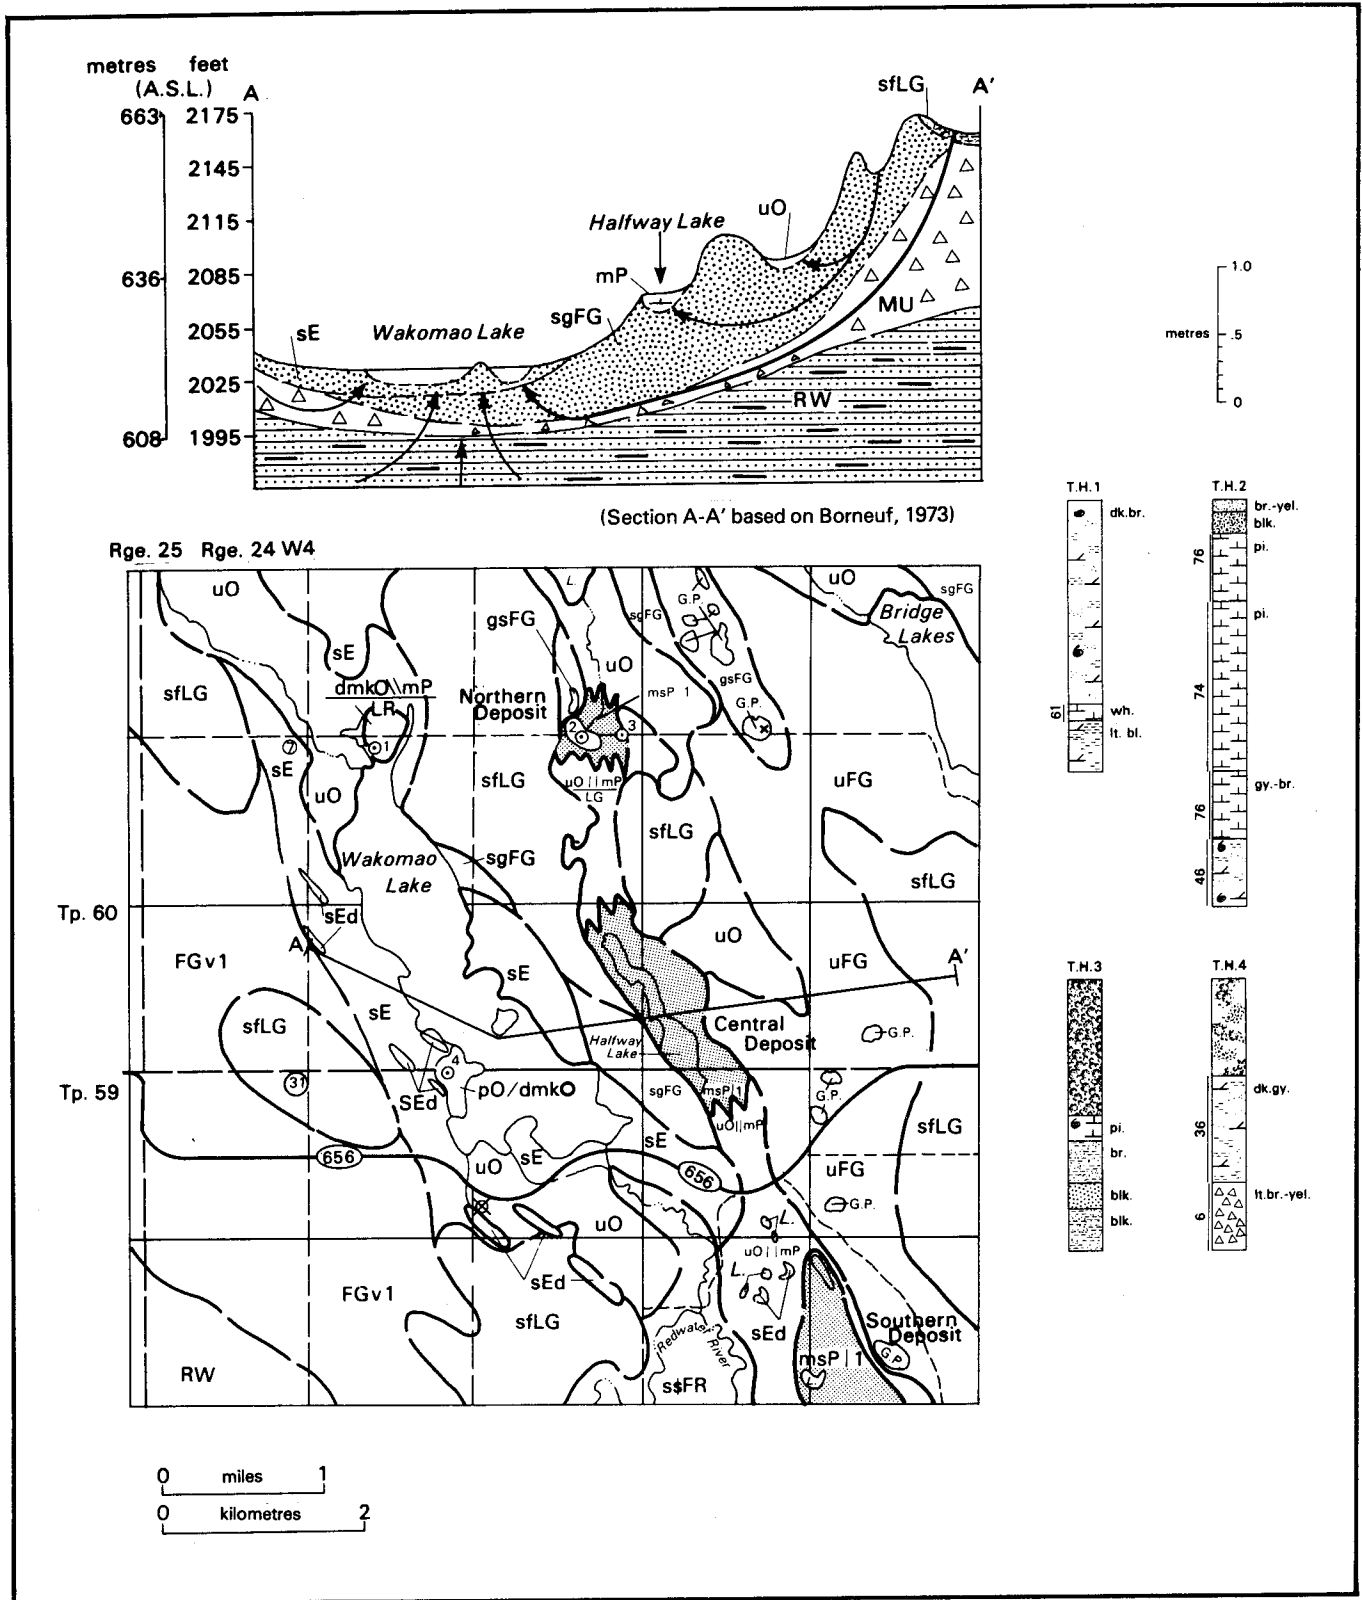 metres feet
(A.S.L.)
A
A'
sfLG
663 2175
2145
2115
636 2085
2055
2025
608 1995
uO
Halfway Lake
mP
sgFG
Wakomao Lake
sE
MU
RW
1.0
metres .5
0
(Section A-A' based on Borneuf, 1973)
Rge. 25 Rge. 24 W4
uO
L.
sgFG
G.P.
uO
sgFG
Bridge
Lakes
gsFG
sE
uO
sfLG
dmkO\\mP
LR
Northern
Deposit
msP 1
gsFG
G.P.
7
1
2
3
sE
uO
sfLG
uO||mP
LG
uFG
sfLG
Wakomao
Lake
sgFG
sfLG
Tp. 60
sEd
A
FGv1
sE
uO
uFG
A'
sfLG
sE
Central
Deposit
G.P.
Halfway
Lake
4
31
Tp. 59
SEd
pO/dmkO
sgFG
msP|1
G.P.
uO||mP
sfLG
sE
656
uO
sE
656
uFG
G.P.
uO
L.
uO||mP
L.
sEd
FGv1
sfLG
sEd
Southern
Deposit
Redwater
River
msP|1
G.P.
RW
s$FR
0 miles 1
0 kilometres 2
T.H.1
dk.br.
61
wh.
lt. bl.
T.H.2
br.-yel.
blk.
76
pi.
pi.
74
gy.-br.
76
46
T.H.3
pi.
br.
blk.
blk.
T.H.4
dk.gy.
36
lt.br.-yel.
6